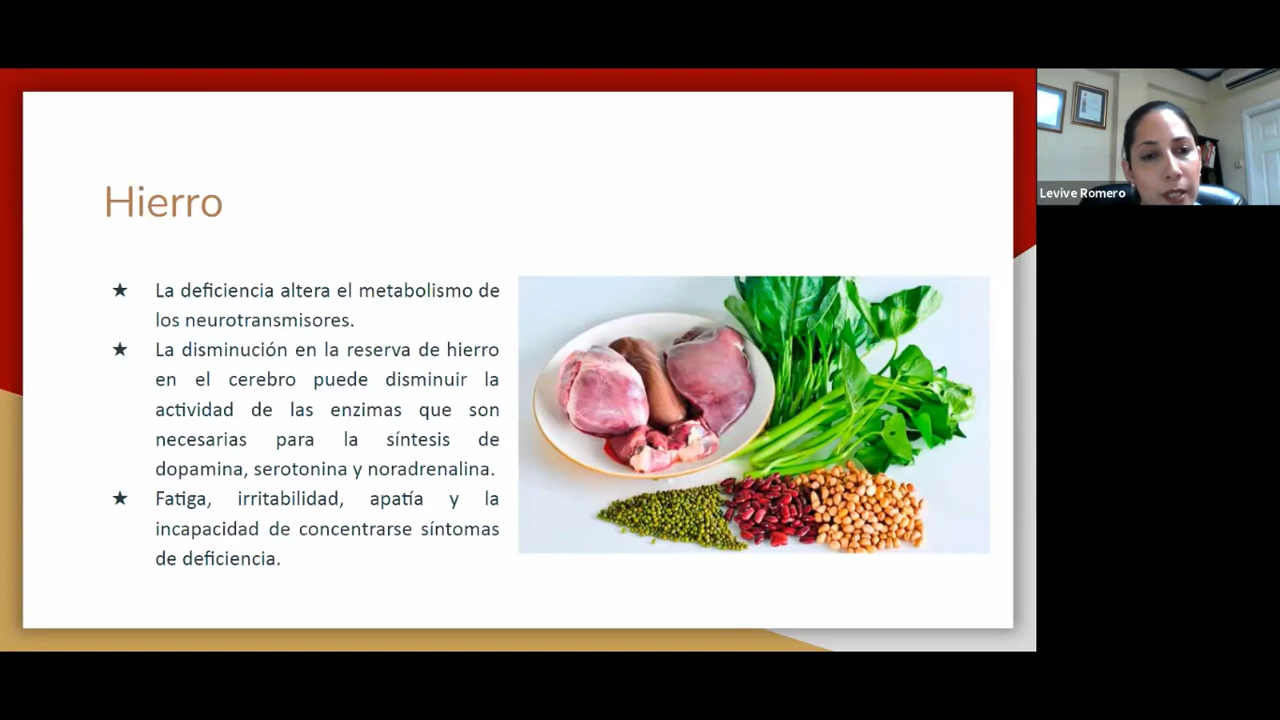 Hierro
★ La deficiencia altera el metabolismo de
los neurotransmisores.
★ La disminución en la reserva de hierro
en el cerebro puede disminuir la
actividad de las enzimas que son
necesarias para la síntesis de
dopamina, serotonina y noradrenalina.
★ Fatiga, irritabilidad, apatía y la
incapacidad de concentrarse síntomas
de deficiencia.
Levive Romero